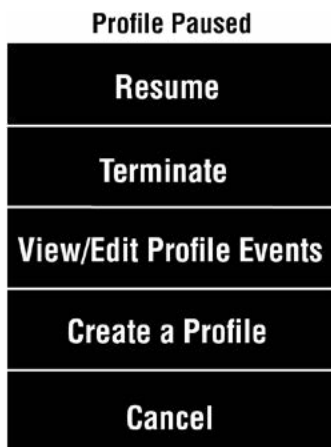 Profile Paused
Resume
Terminate
View/Edit Profile Events
Create a Profile
Cancel